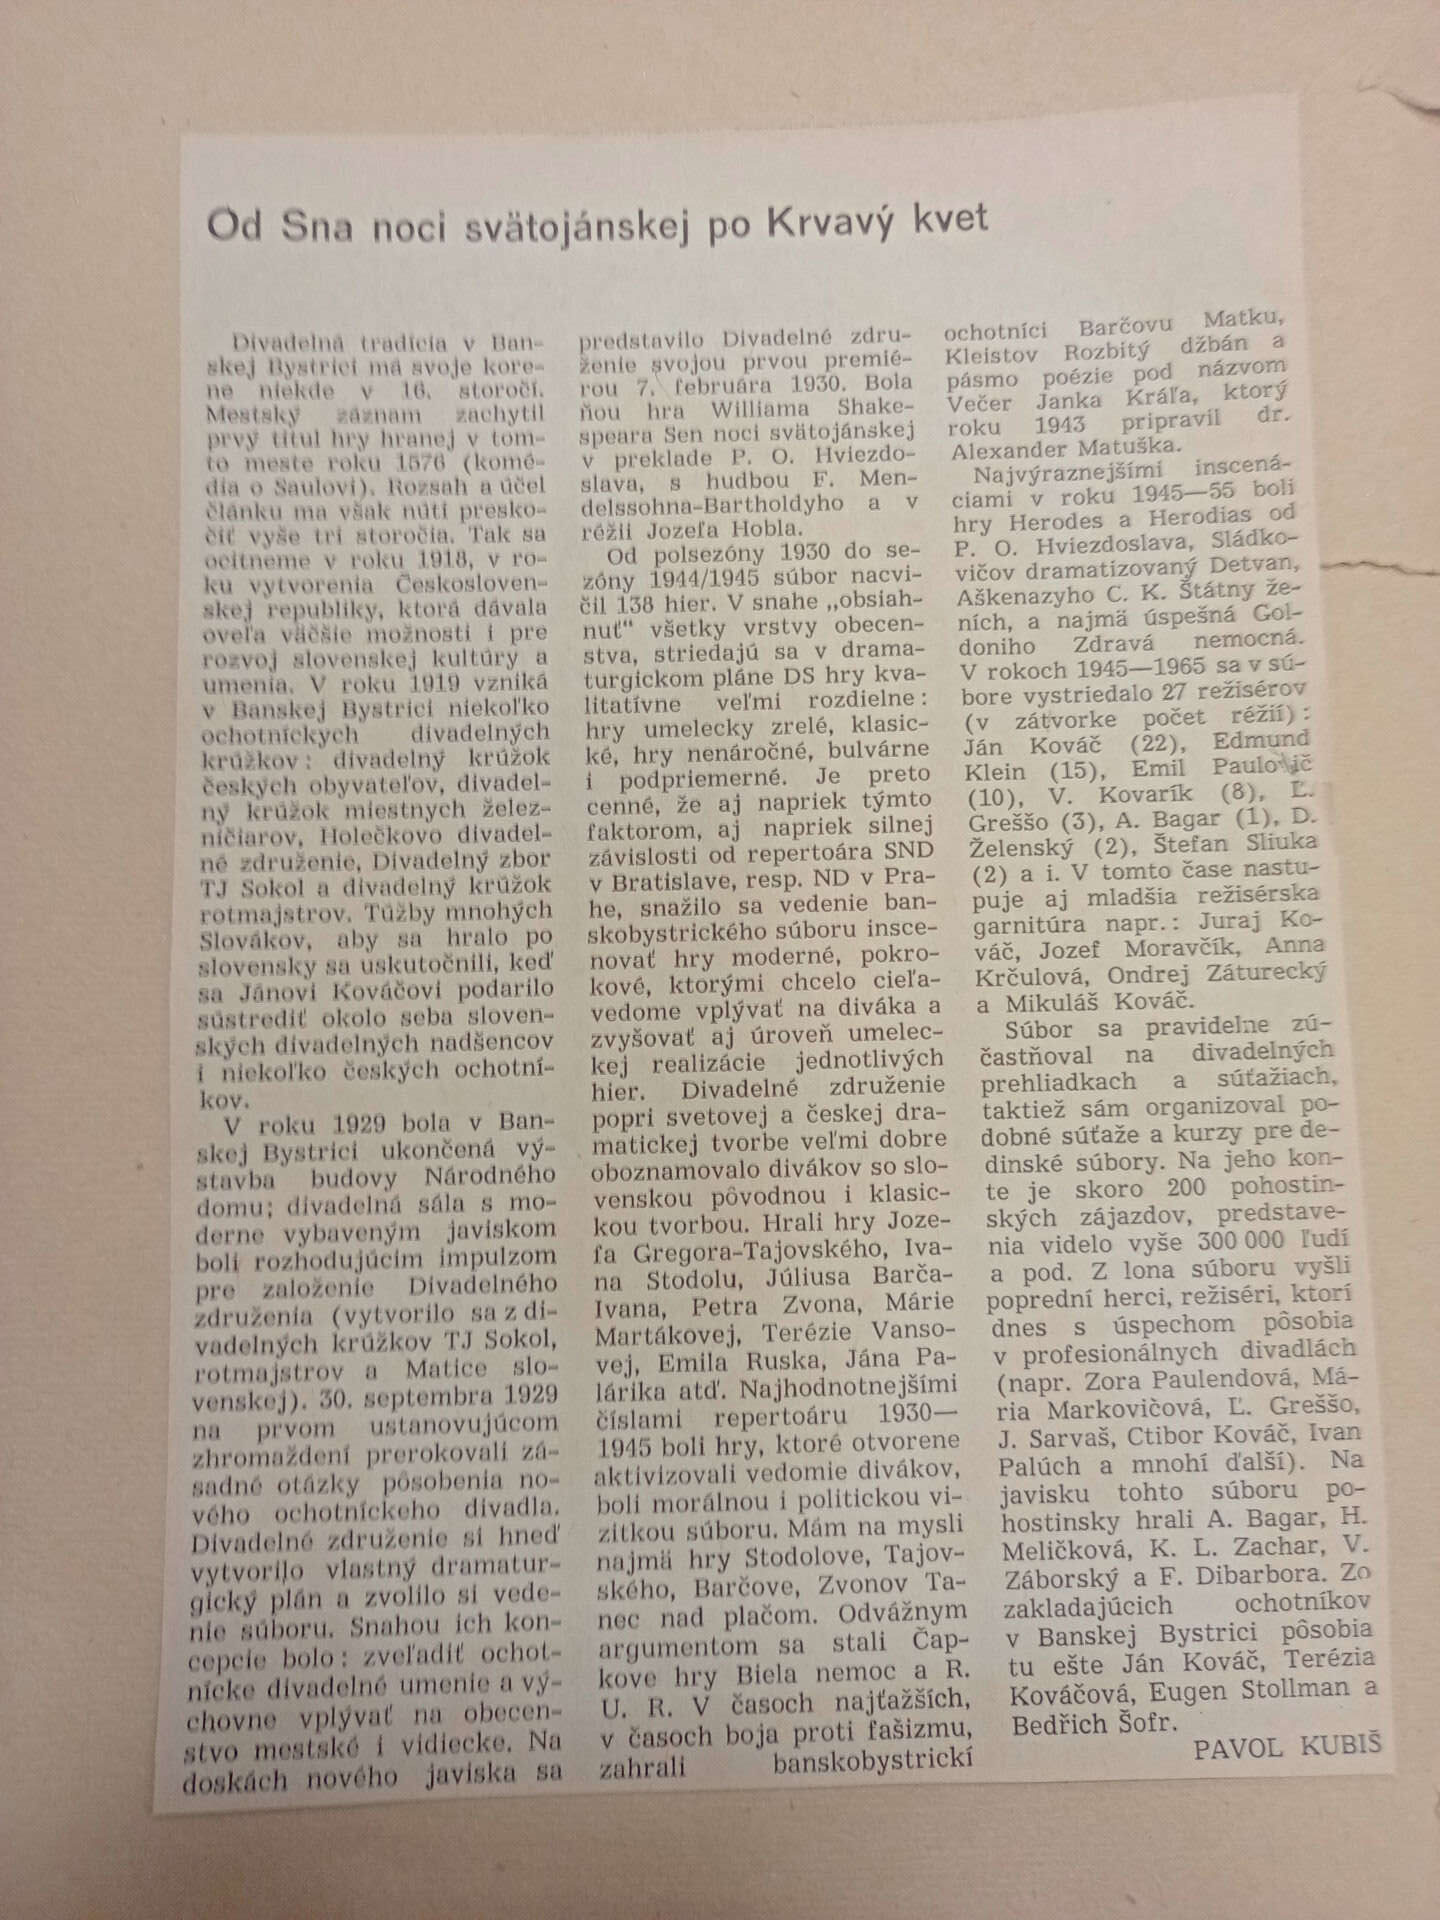 Od Sna noci svätojánskej po Krvavý kvet
Divadelná tradícia v Ban-
skej Bystrici má svoje kore-
ne niekde v 16. storočí.
Mestský záznam zachytil
prvý titul hry hranej v tom-
to meste roku 1576 (komé-
dia o Saulovi). Rozsah a účel
článku ma však núti presko-
čiť vyše tri storočia. Tak sa
ocitneme v roku 1918, v ro-
ku vytvorenia Českosloven-
skej republiky, ktorá dávala
oveľa väčšie možnosti i pre
rozvoj slovenskej kultúry a
umenia. V roku 1919 vzniká
v Banskej Bystrici niekoľko
ochotníckych divadelných
krúžkov: divadelný krúžok
českých obyvateľov, divadel-
ný krúžok miestnych želez-
ničiarov, Holečkovo divadel-
né združenie, Divadelný zbor
TJ Sokol a divadelný krúžok
rotmajstrov. Túžby mnohých
Slovákov, aby sa hralo po
slovensky sa uskutočnili, keď
sa Jánovi Kováčovi podarilo
sústrediť okolo seba sloven-
ských divadelných nadšencov
i niekoľko českých ochotní-
kov.
V roku 1929 bola v Ban-
skej Bystrici ukončená vý-
stavba budovy Národného
domu; divadelná sála s mo-
derne vybaveným javiskom
boli rozhodujúcim impulzom
pre založenie Divadelného
združenia (vytvorilo sa z di-
vadelných krúžkov TJ Sokol,
rotmajstrov a Matice slo-
venskej). 30. septembra 1929
na prvom ustanovujúcom
zhromaždení prerokovali zá-
sadné otázky pôsobenia no-
vého ochotníckeho divadla.
Divadelné združenie si hneď
vytvorilo vlastný dramatur-
gický plán a zvolilo si vede-
nie súboru. Snahou ich kon-
cepcie bolo: zveľadiť ochot-
nícke divadelné umenie a vý-
chovne vplývať na obecen-
stvo mestské i vidiecke. Na
doskách nového javiska sa
predstavilo Divadelné zdru-
ženie svojou prvou premié-
rou 7. februára 1930. Bola
ňou hra Williama Shake-
speara Sen noci svätojánskej
v preklade P. O. Hviezdo-
slava, s hudbou F. Men-
delssohna-Bartholdyho a v
réžii Jozefa Hobla.
Od polsezóny 1930 do se-
zóny 1944/1945 súbor nacvi-
čil 138 hier. V snahe „obsiah-
nuť“ všetky vrstvy obecen-
stva, striedajú sa v drama-
turgickom pláne DS hry kva-
litatívne veľmi rozdielne:
hry umelecky zrelé, klasic-
ké, hry nenáročné, bulvárne
i podpriemerné. Je preto
cenné, že aj napriek týmto
faktorom, aj napriek silnej
závislosti od repertoára SND
v Bratislave, resp. ND v Pra-
he, snažilo sa vedenie ban-
skobystrického súboru insce-
novať hry moderné, pokro-
kové, ktorými chcelo cieľa-
vedome vplývať na diváka a
zvyšovať aj úroveň umelec-
kej realizácie jednotlivých
hier. Divadelné združenie
popri svetovej a českej dra-
matickej tvorbe veľmi dobre
oboznamovalo divákov so slo-
venskou pôvodnou i klasic-
kou tvorbou. Hrali hry Joze-
fa Gregora-Tajovského, Iva-
na Stodolu, Júliusa Barča-
Ivana, Petra Zvona, Márie
Martákovej, Terézie Vanso-
vej, Emila Ruska, Jána Pa-
lárika atď. Najhodnotnejšími
číslami repertoáru 1930—
1945 boli hry, ktoré otvorene
aktivizovali vedomie divákov,
boli morálnou i politickou vi-
zitkou súboru. Mám na mysli
najmä hry Stodolove, Tajov-
ského, Barčove, Zvonov Ta-
nec nad plačom. Odvážnym
argumentom sa stali Čap-
kove hry Biela nemoc a R.
U. R. V časoch najťažších,
v časoch boja proti fašizmu,
zahrali banskobystrickí
ochotníci Barčovu Matku,
Kleistov Rozbitý džbán a
pásmo poézie pod názvom
Večer Janka Kráľa, ktorý
roku 1943 pripravil dr.
Alexander Matuška.
Najvýraznejšími inscená-
ciami v roku 1945—55 boli
hry Herodes a Herodias od
P. O. Hviezdoslava, Sládko-
vičov dramatizovaný Detvan,
Aškenazyho C. K. Štátny že-
ních, a najmä úspešná Gol-
doniho Zdravá nemocná.
V rokoch 1945—1965 sa v sú-
bore vystriedalo 27 režisérov
(v zátvorke počet réžií):
Ján Kováč (22), Edmund
Klein (15), Emil Paulovič
(10), V. Kovarík (8), Ľ.
Greššo (3), A. Bagar (1), D.
Želenský (2), Štefan Sliuka
(2) a i. V tomto čase nastu-
puje aj mladšia režisérska
garnitúra napr.: Juraj Ko-
váč, Jozef Moravčík, Anna
Krčulová, Ondrej Záturecký
a Mikuláš Kováč.
Súbor sa pravidelne zú-
častňoval na divadelných
prehliadkach a súťažiach,
taktiež sám organizoval po-
dobné súťaže a kurzy pre de-
dinské súbory. Na jeho kon-
te je skoro 200 pohostin-
ských zájazdov, predstave-
nia videlo vyše 300 000 ľudí
a pod. Z lona súboru vyšli
poprední herci, režiséri, ktorí
dnes s úspechom pôsobia
v profesionálnych divadlách
(napr. Zora Paulendová, Má-
ria Markovičová, Ľ. Greššo,
J. Sarvaš, Ctibor Kováč, Ivan
Palúch a mnohí ďalší). Na
javisku tohto súboru po-
hostinsky hrali A. Bagar, H.
Meličková, K. L. Zachar, V.
Záborský a F. Dibarbora. Zo
zakladajúcich ochotníkov
v Banskej Bystrici pôsobia
tu ešte Ján Kováč, Terézia
Kováčová, Eugen Stollman a
Bedřich Šofr.
PAVOL KUBIŠ